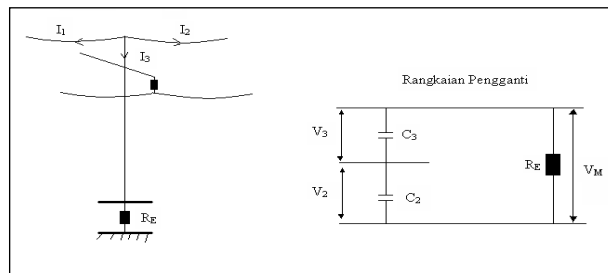 I1
I2
I3
RE
Rangkaian Pengganti
V3
C3
V2
C2
RE
VM